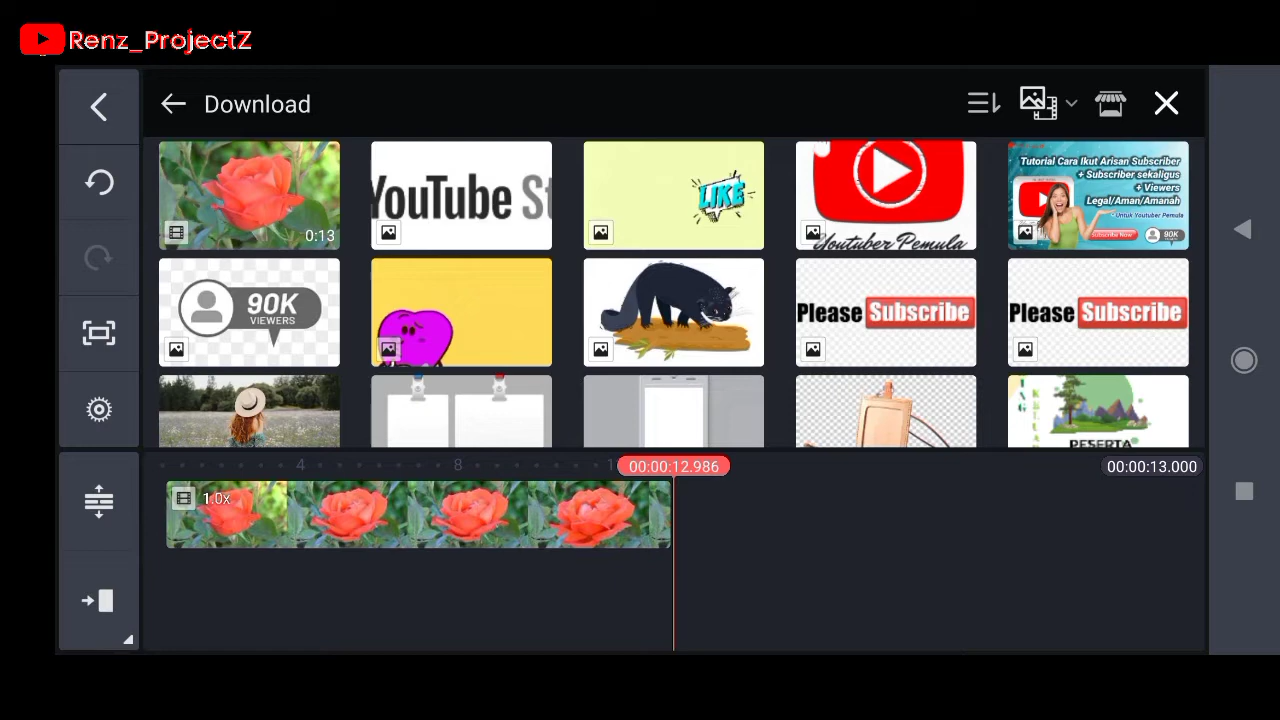 Renz_ProjectZ
Download
0:13
YouTube St
LIKE
Youtuber Pemula
Tutorial Cara Ikut Arisan Subscriber
+ Subscriber sekaligus
+ Viewers
Legal/Aman/Amanah
*Untuk Youtuber Pemula
Subscribe Now
90K
90K
VIEWERS
Please Subscribe
Please Subscribe
PESERTA
4
8
00:00:12.986
00:00:13.000
1.0x